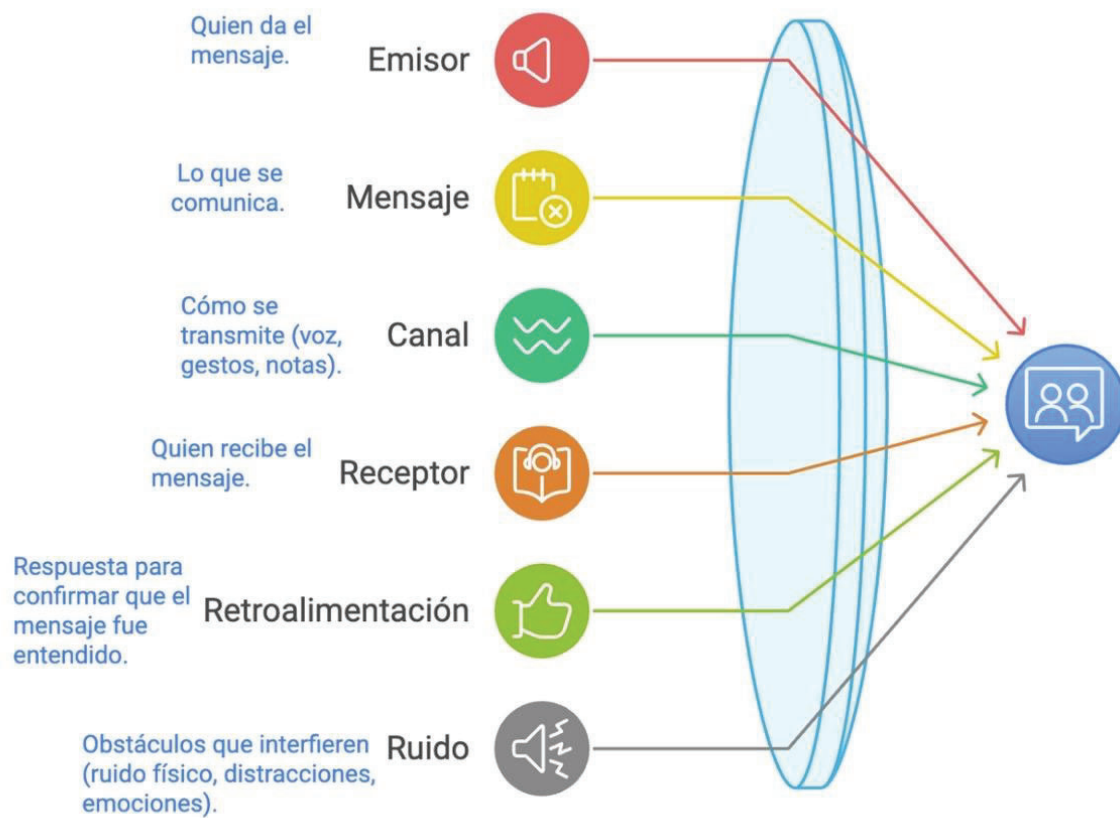 Quien da el
mensaje.
Emisor
Lo que se
comunica.
Mensaje
Cómo se
transmite (voz,
gestos, notas).
Canal
Quien recibe el
mensaje.
Receptor
Respuesta para
confirmar que el
mensaje fue
entendido.
Retroalimentación
Obstáculos que interfieren
(ruido físico, distracciones,
emociones).
Ruido